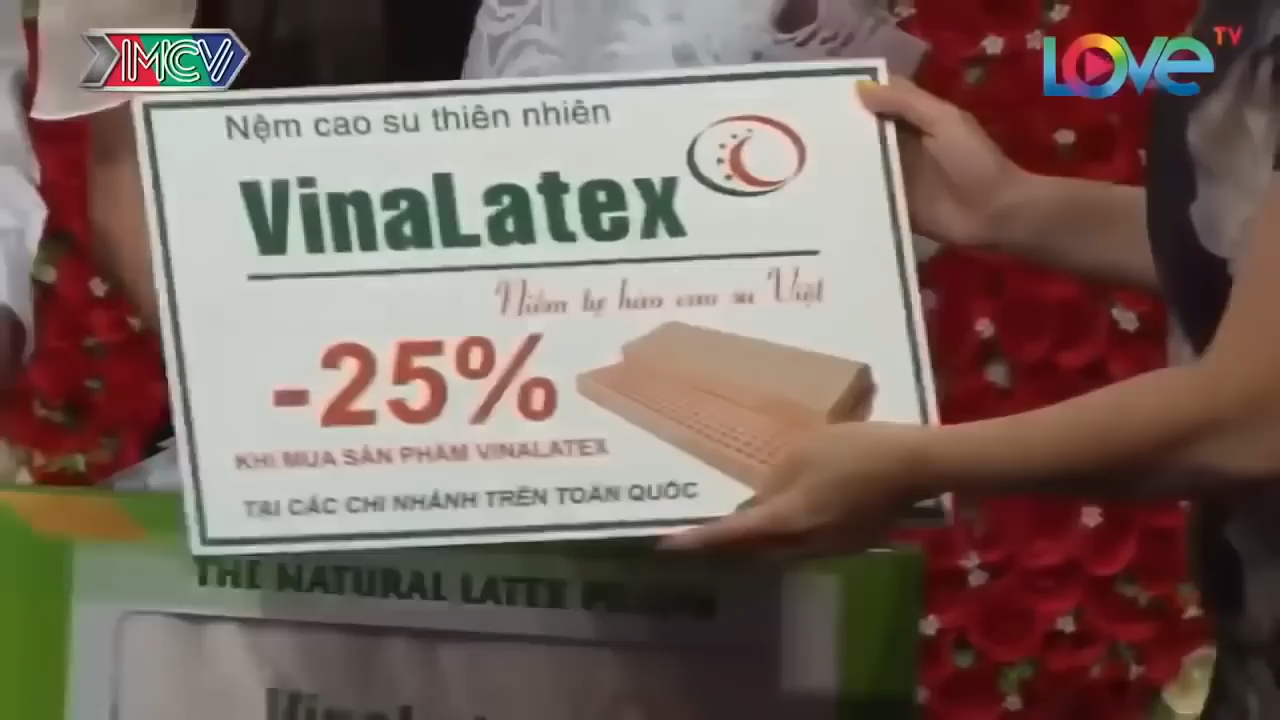 MCV
LOVE TV
Nệm cao su thiên nhiên
VinaLatex
Niềm tự hào cao su Việt
-25%
KHI MUA SẢN PHẨM VINALATEX
TẠI CÁC CHI NHÁNH TRÊN TOÀN QUỐC
THE NATURAL LATEX